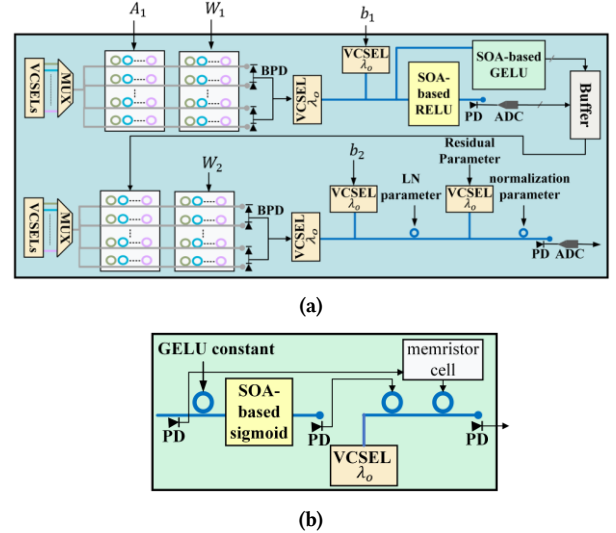 A₁ W₁ b₁
VCSELs
MUX
BPD
VCSEL
λₒ
VCSEL
λₒ
SOA-
based
RELU
SOA-based
GELU
PD ADC
Buffer
W₂ b₂
Residual
Parameter
LN
parameter
normalization
parameter
VCSELs
MUX
BPD
VCSEL
λₒ
VCSEL
λₒ
VCSEL
λₒ
PD ADC
(a)
GELU constant
memristor
cell
SOA-
based
sigmoid
PD
PD
PD
VCSEL
λₒ
(b)